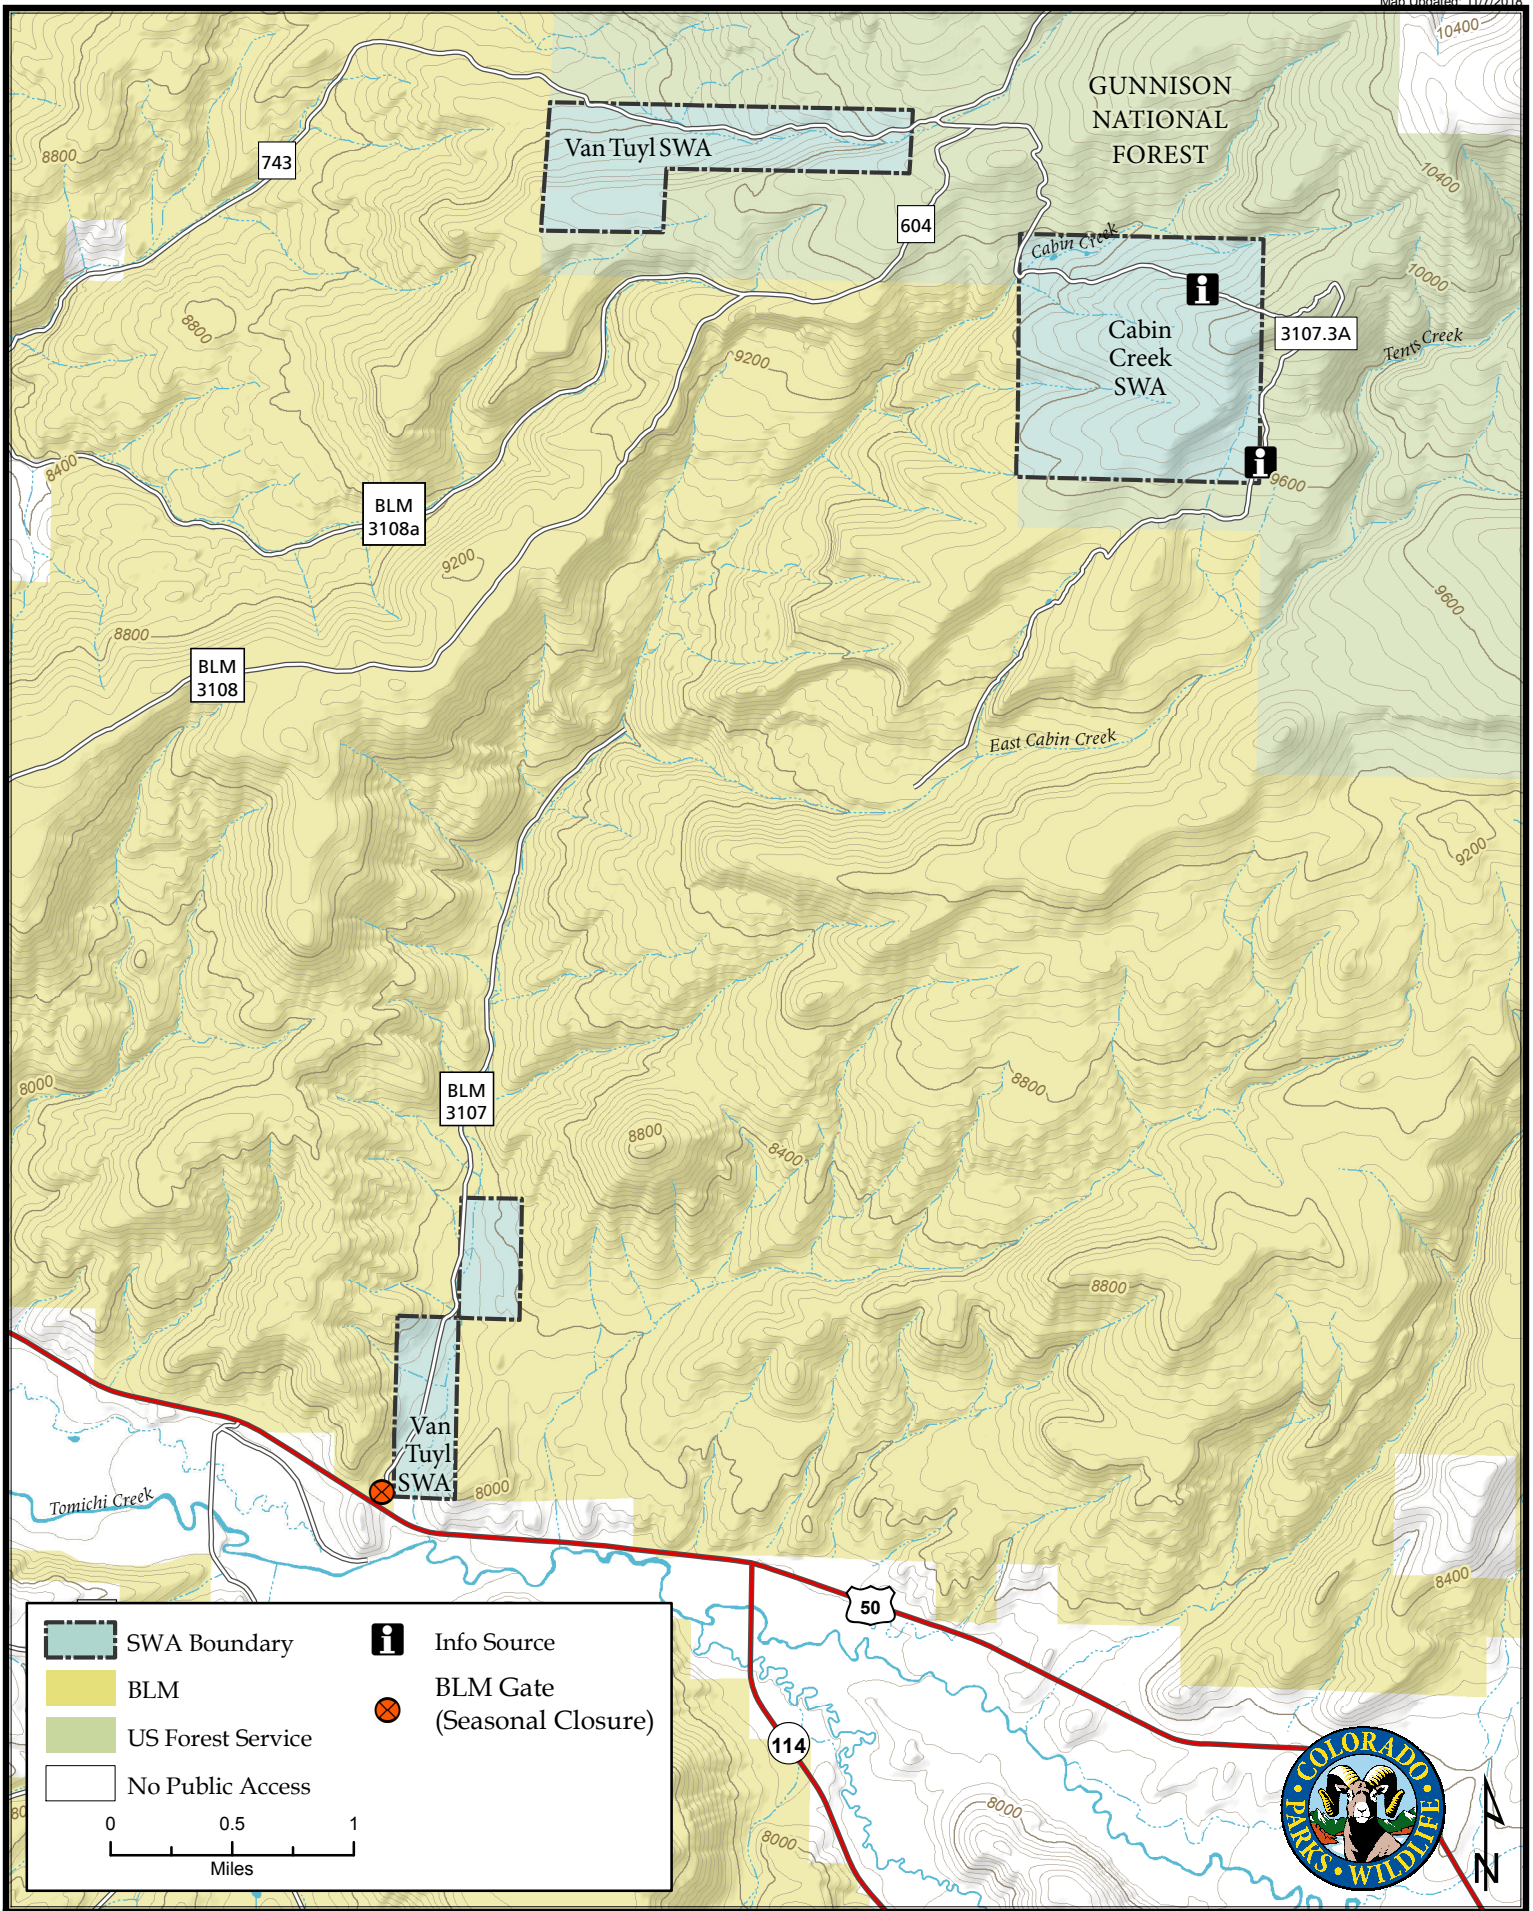 Map Updated: 11/7/2018
10400
GUNNISON
NATIONAL
FOREST
8800
743
Van Tuyl SWA
10400
604
Cabin Creek
10000
8800
Cabin
Creek
SWA
3107.3A
Tents Creek
9200
8400
9600
BLM
3108a
9200
9600
8800
BLM
3108
East Cabin Creek
9200
8000
BLM
3107
8800
8800
8400
8800
Van
Tuyl
SWA
8000
Tomichi Creek
8400
50
114
8000
8000
80
SWA Boundary
BLM
US Forest Service
No Public Access
Info Source
BLM Gate
(Seasonal Closure)
0 0.5 1
Miles
COLORADO
PARKS • WILDLIFE
N